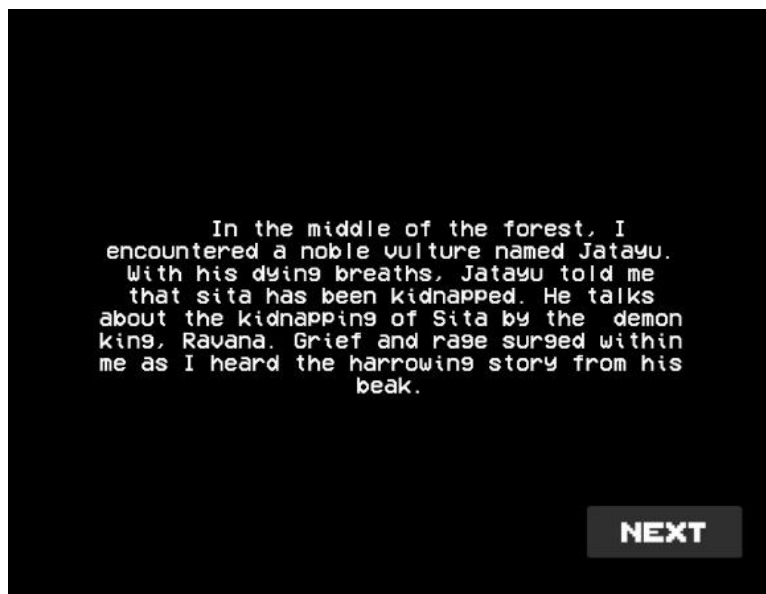 In the middle of the forest, I
encountered a noble vulture named Jatayu.
With his dying breaths, Jatayu told me
that sita has been kidnapped. He talks
about the kidnapping of Sita by the  demon
king, Ravana. Grief and rage surged within
me as I heard the harrowing story from his
beak.
NEXT